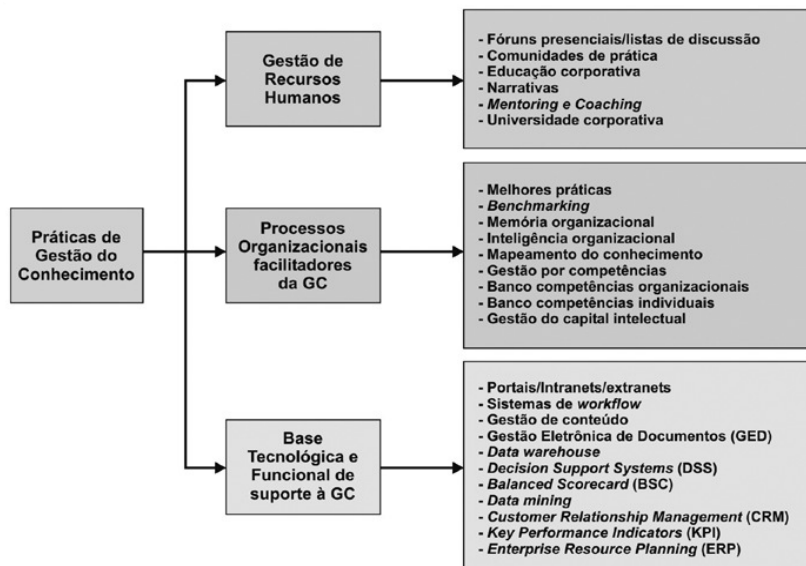 Práticas de
Gestão do
Conhecimento
Gestão de
Recursos
Humanos
- Fóruns presenciais/listas de discussão
- Comunidades de prática
- Educação corporativa
- Narrativas
- Mentoring e Coaching
- Universidade corporativa
Processos
Organizacionais
facilitadores
da GC
- Melhores práticas
- Benchmarking
- Memória organizacional
- Inteligência organizacional
- Mapeamento do conhecimento
- Gestão por competências
- Banco competências organizacionais
- Banco competências individuais
- Gestão do capital intelectual
Base
Tecnológica e
Funcional de
suporte à GC
- Portais/Intranets/extranets
- Sistemas de workflow
- Gestão de conteúdo
- Gestão Eletrônica de Documentos (GED)
- Data warehouse
- Decision Support Systems (DSS)
- Balanced Scorecard (BSC)
- Data mining
- Customer Relationship Management (CRM)
- Key Performance Indicators (KPI)
- Enterprise Resource Planning (ERP)